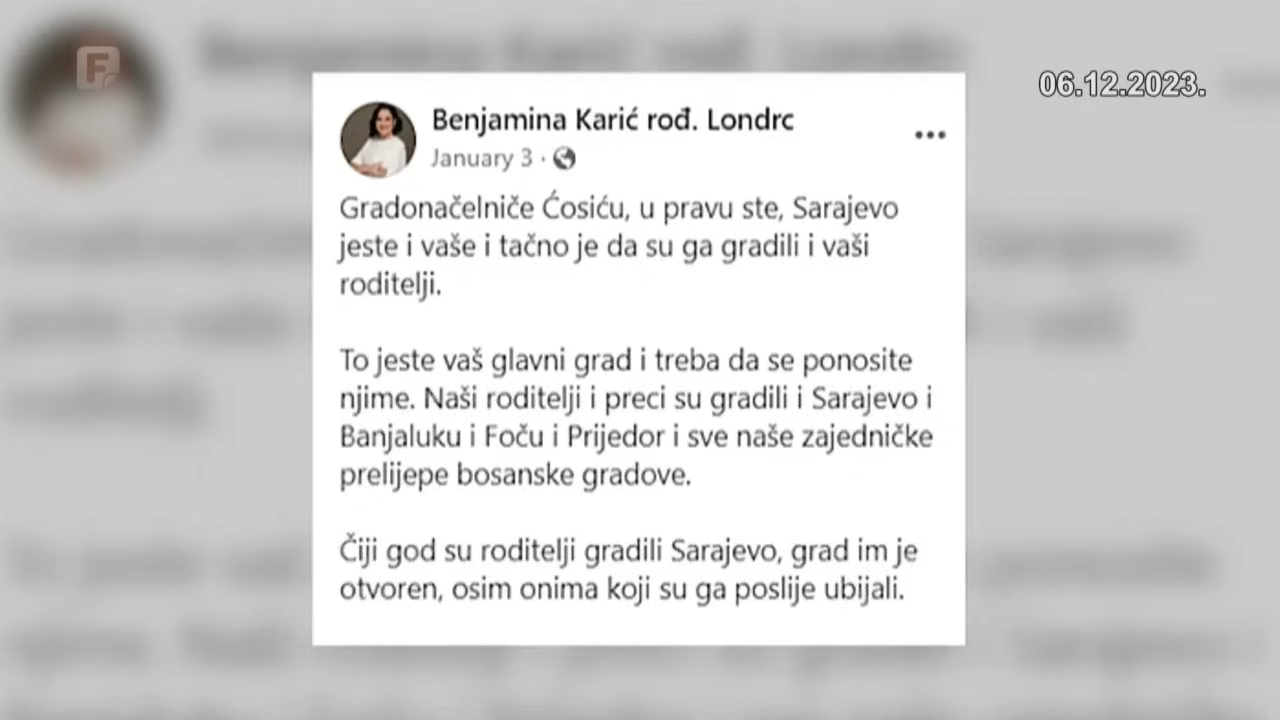 F
06.12.2023.
Benjamina Karić rođ. Londrc
January 3 ·
Gradonačelniče Ćosiću, u pravu ste, Sarajevo
jeste i vaše i tačno je da su ga gradili i vaši
roditelji.
To jeste vaš glavni grad i treba da se ponosite
njime. Naši roditelji i preci su gradili i Sarajevo i
Banjaluku i Foču i Prijedor i sve naše zajedničke
prelijepe bosanske gradove.
Čiji god su roditelji gradili Sarajevo, grad im je
otvoren, osim onima koji su ga poslije ubijali.